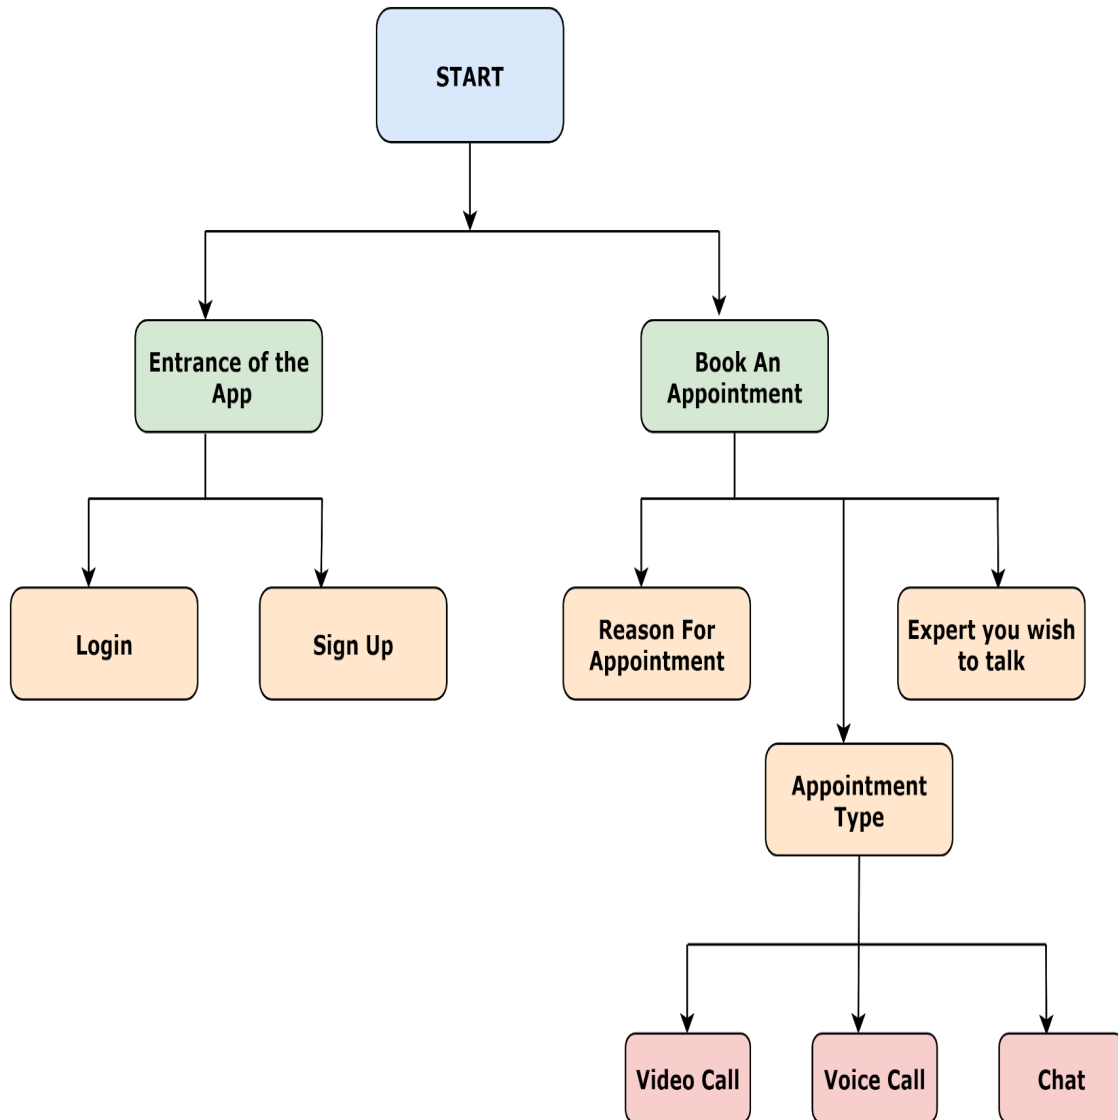 START
Entrance of the
App
Book An
Appointment
Login
Sign Up
Reason For
Appointment
Expert you wish
to talk
Appointment
Type
Video Call
Voice Call
Chat